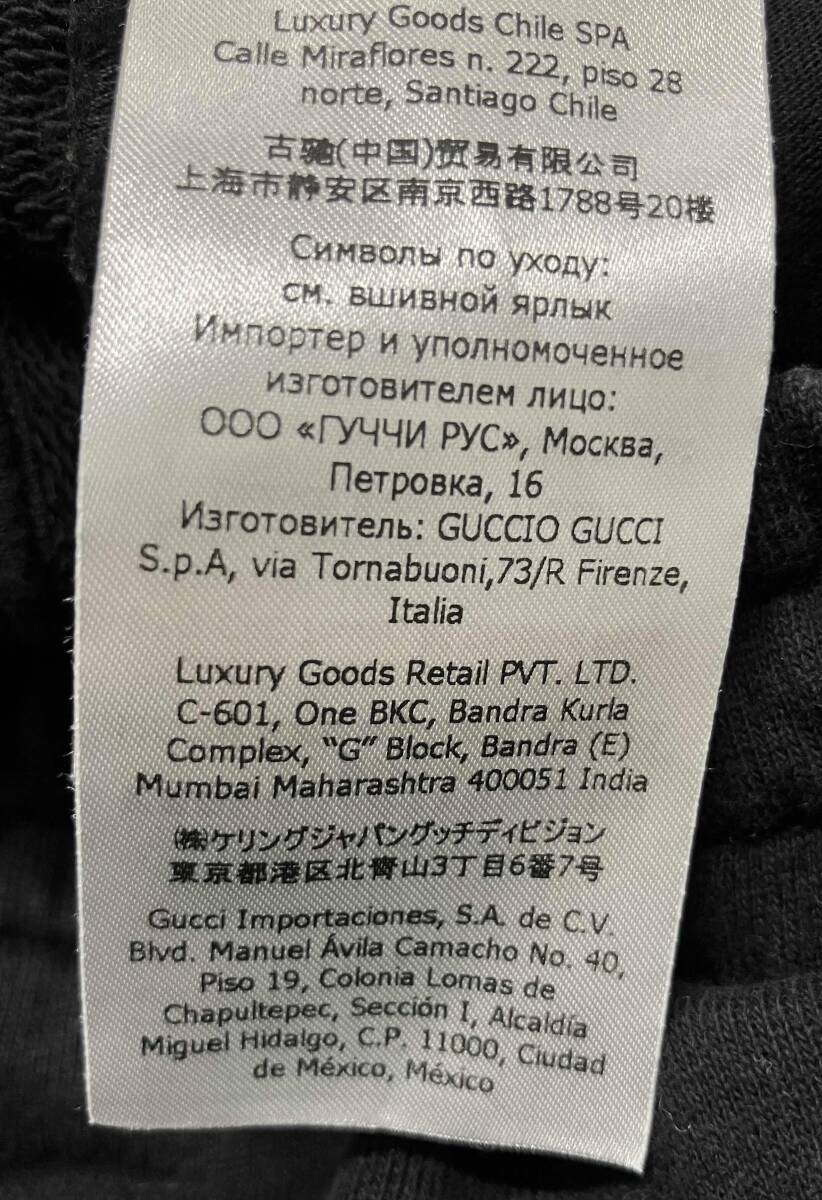 Luxury Goods Chile SPA
Calle Miraflores n. 222, piso 28
norte, Santiago Chile
古驰(中国)贸易有限公司
上海市静安区南京西路1788号20楼
Символы по уходу:
см. вшивной ярлык
Импортер и уполномоченное
изготовителем лицо:
ООО «ГУЧЧИ РУС», Москва,
Петровка, 16
Изготовитель: GUCCIO GUCCI
S.p.A, via Tornabuoni,73/R Firenze,
Italia
Luxury Goods Retail PVT. LTD.
C-601, One BKC, Bandra Kurla
Complex, “G” Block, Bandra (E)
Mumbai Maharashtra 400051 India
㈱ケリングジャパングッチディビジョン
東京都港区北青山3丁目6番7号
Gucci Importaciones, S.A. de C.V.
Blvd. Manuel Ávila Camacho No. 40,
Piso 19, Colonia Lomas de
Chapultepec, Sección I, Alcaldía
Miguel Hidalgo, C.P. 11000, Ciudad
de México, México